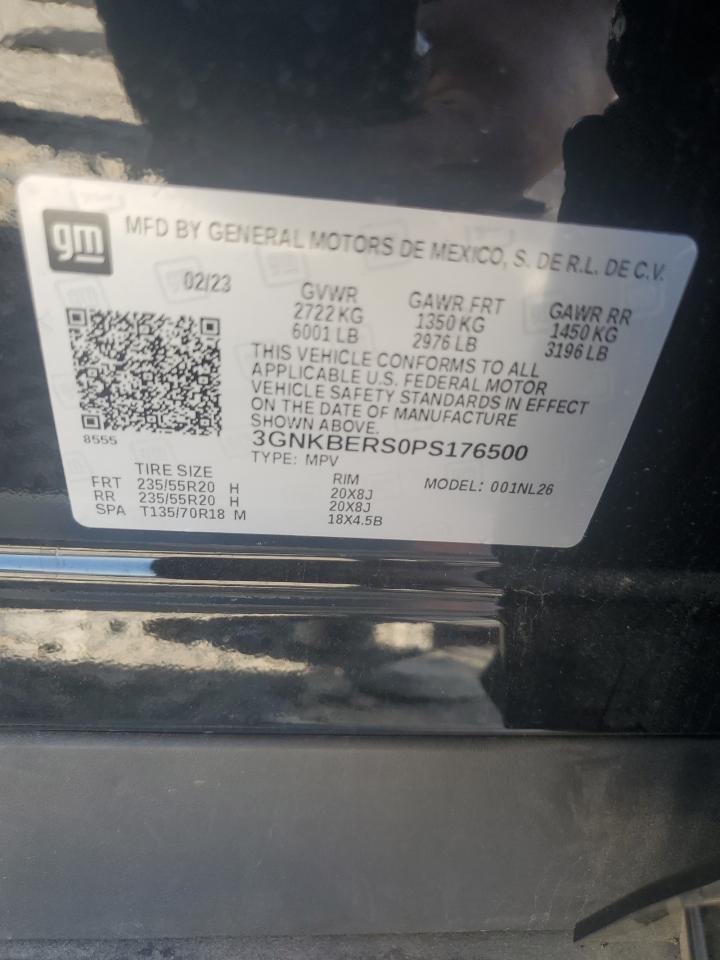 gm
MFD BY GENERAL MOTORS DE MEXICO, S. DE R.L. DE C.V.
02/23
GVWR GAWR FRT GAWR RR
2722 KG 1350 KG 1450 KG
6001 LB 2976 LB 3196 LB
THIS VEHICLE CONFORMS TO ALL
APPLICABLE U.S. FEDERAL MOTOR
VEHICLE SAFETY STANDARDS IN EFFECT
ON THE DATE OF MANUFACTURE
SHOWN ABOVE.
8555
3GNKBERS0PS176500
TYPE: MPV
TIRE SIZE RIM MODEL: 001NL26
FRT 235/55R20 H 20X8J
RR 235/55R20 H 20X8J
SPA T135/70R18 M 18X4.5B